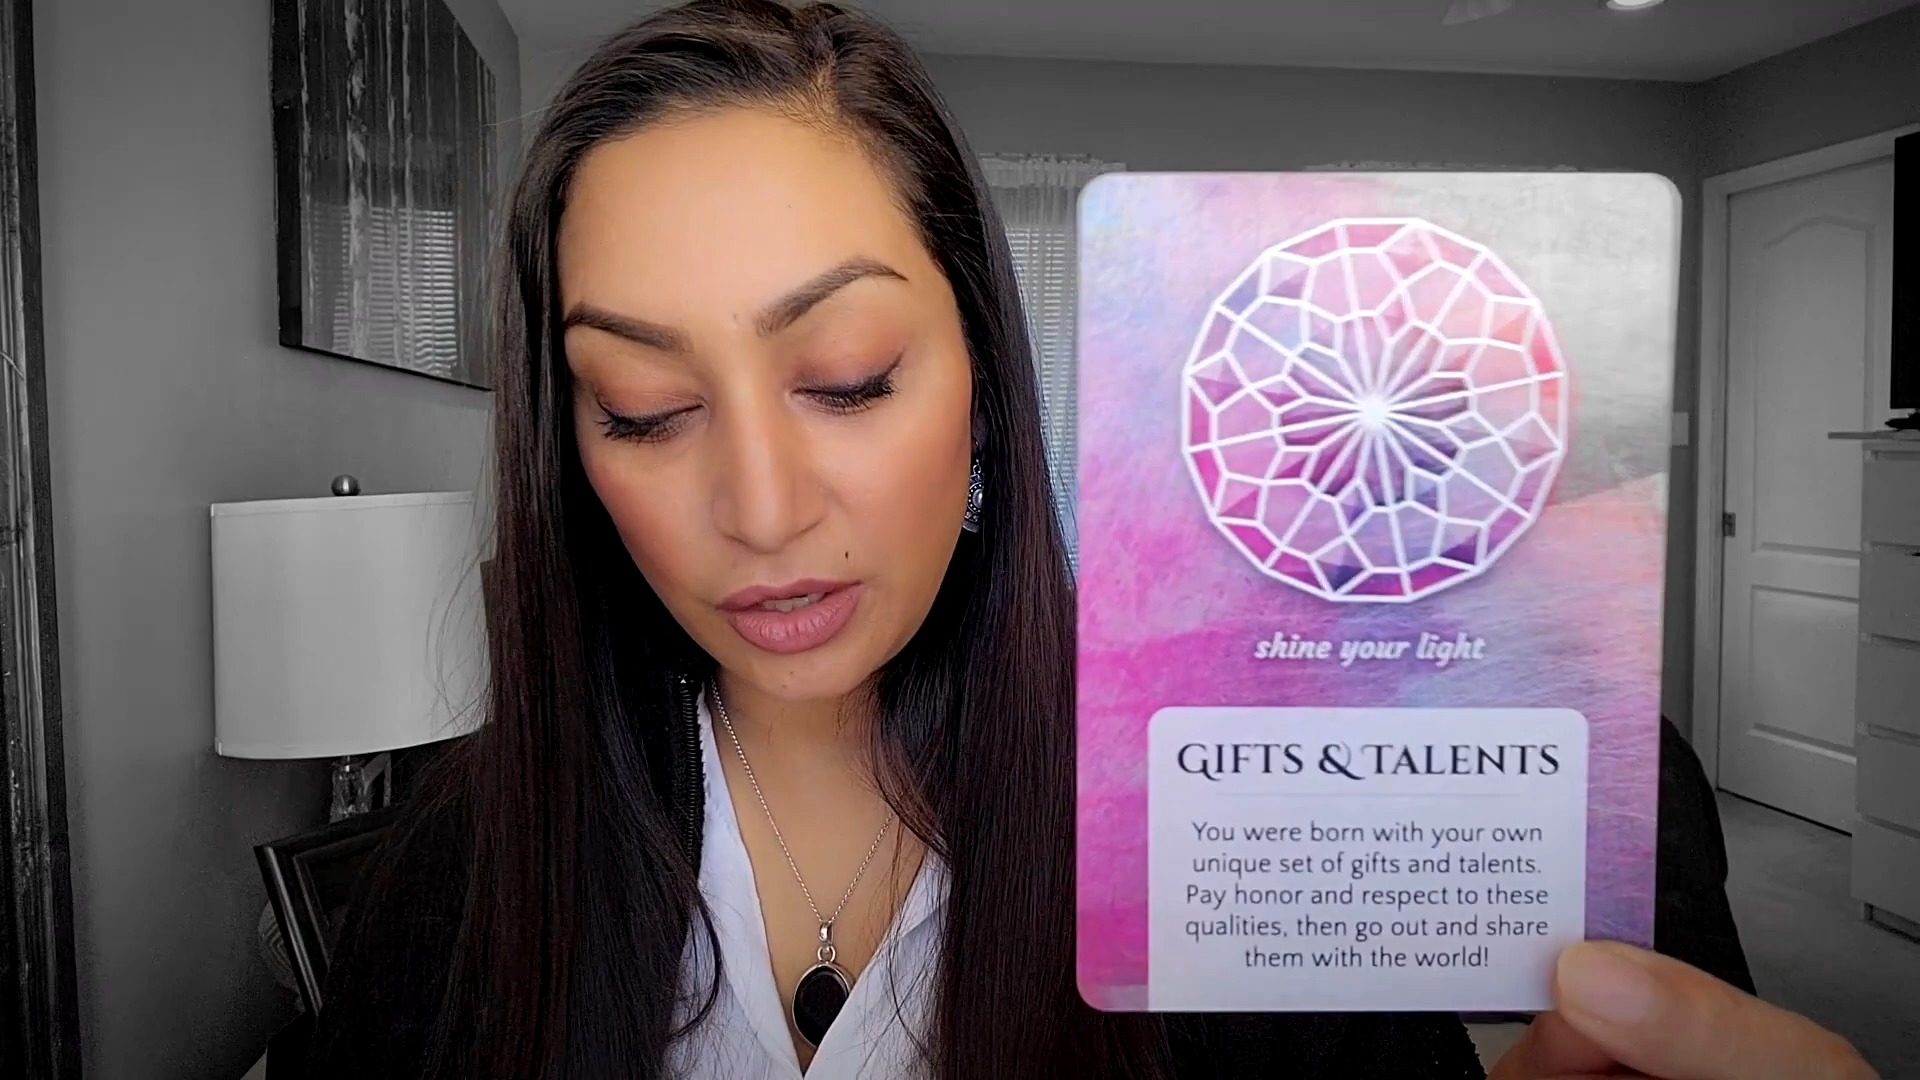 shine your light
GIFTS & TALENTS
You were born with your own
unique set of gifts and talents.
Pay honor and respect to these
qualities, then go out and share
them with the world!